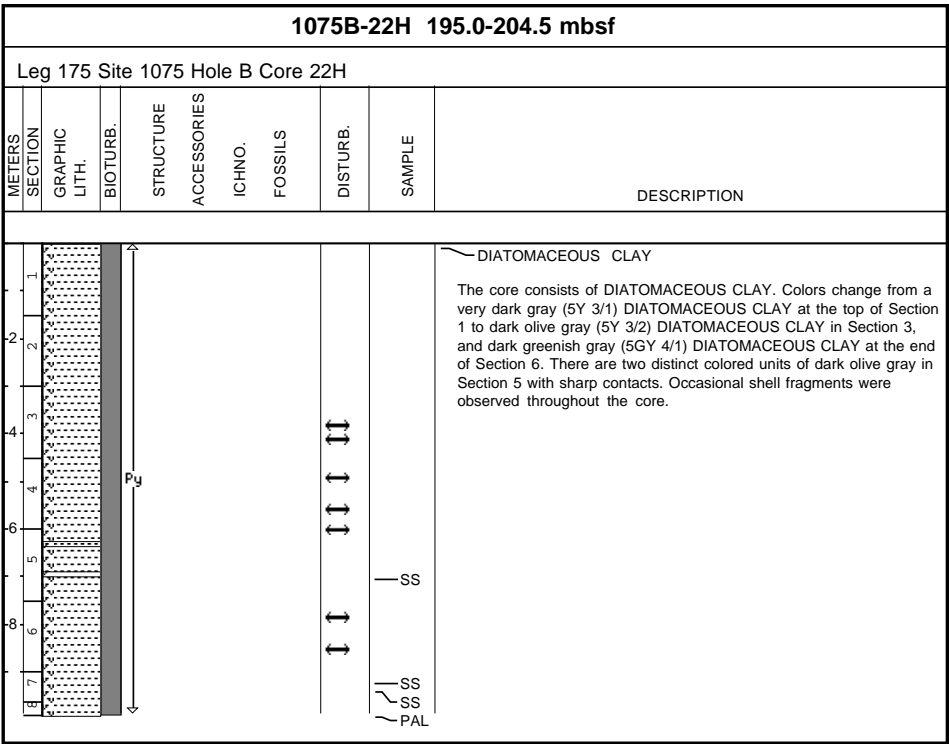 1075B-22H 195.0-204.5 mbsf
Leg 175 Site 1075 Hole B Core 22H
METERS
SECTION
GRAPHIC
LITH.
BIOTURB.
STRUCTURE
ACCESSORIES
ICHNO.
FOSSILS
DISTURB.
SAMPLE
DESCRIPTION
DIATOMACEOUS CLAY
The core consists of DIATOMACEOUS CLAY. Colors change from a
very dark gray (5Y 3/1) DIATOMACEOUS CLAY at the top of Section
1 to dark olive gray (5Y 3/2) DIATOMACEOUS CLAY in Section 3,
and dark greenish gray (5GY 4/1) DIATOMACEOUS CLAY at the end
of Section 6. There are two distinct colored units of dark olive gray in
Section 5 with sharp contacts. Occasional shell fragments were
observed throughout the core.
1
2
2
3
4
Py
4
6
5
SS
8
6
7
SS
8
SS
PAL